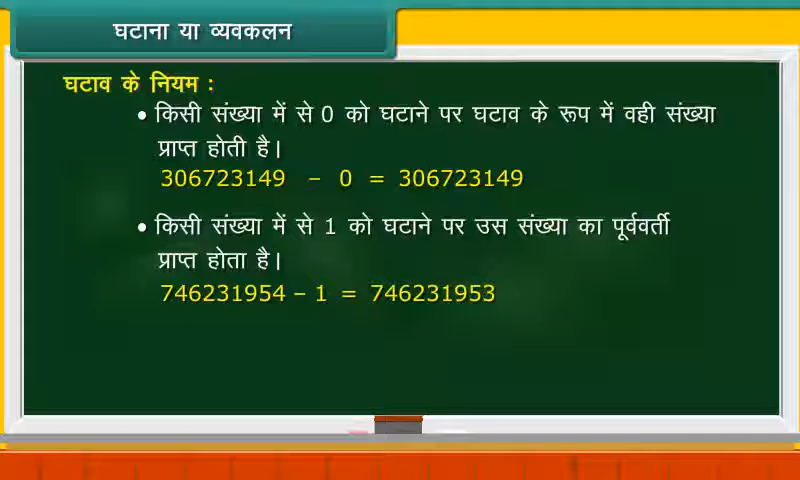 घटाना या व्यवकलन
घटाव के नियम :
• किसी संख्या में से 0 को घटाने पर घटाव के रूप में वही संख्या
प्राप्त होती है|
306723149 – 0 = 306723149
• किसी संख्या में से 1 को घटाने पर उस संख्या का पूर्ववर्ती
प्राप्त होता है|
746231954 – 1 = 746231953